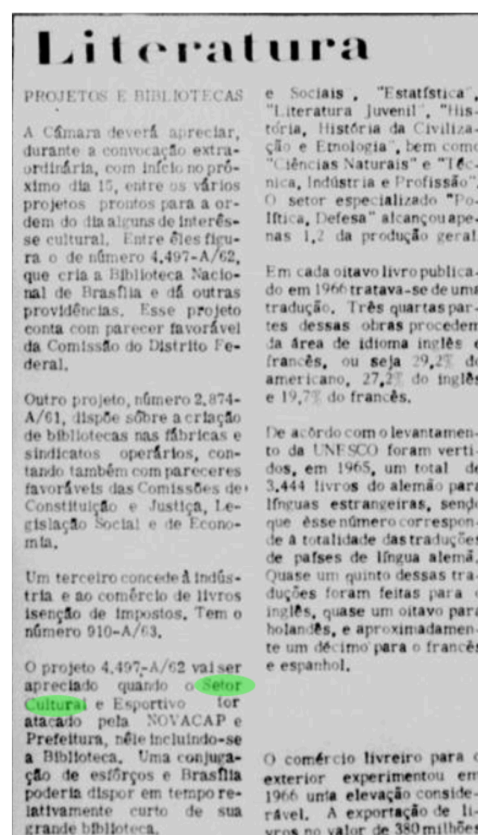 Literatura
PROJETOS E BIBLIOTECAS
A Câmara deverá apreciar,
durante a convocação extra-
ordinária, com início no pró-
ximo dia 15, entre os vários
projetos prontos para a or-
dem do dia alguns de interês-
se cultural. Entre êles figu-
ra o de número 4.497-A/62,
que cria a Biblioteca Nacio-
nal de Brasília e dá outras
providências. Esse projeto
conta com parecer favorável
da Comissão do Distrito Fe-
deral.
Outro projeto, número 2.874-
A/61, dispõe sôbre a criação
de bibliotecas nas fábricas e
sindicatos operários, con-
tando também com pareceres
favoráveis das Comissões de
Constituição e Justiça, Le-
gislação Social e de Econo-
mia.
Um terceiro concede à indús-
tria e ao comércio de livros
isenção de impostos. Tem o
número 910-A/63.
O projeto 4.497-A/62 vai ser
apreciado quando o Setor
Cultural e Esportivo for
atacado pela NOVACAP e
Prefeitura, nêle incluindo-se
a Biblioteca. Uma conjuga-
ção de esfôrços e Brasília
poderia dispor em tempo re-
lativamente curto de sua
grande biblioteca.
e Sociais, "Estatística",
"Literatura Juvenil", "His-
tória, História da Civiliza-
ção e Etnologia", bem como
"Ciências Naturais" e "Téc-
nica, Indústria e Profissão".
O setor especializado "Po-
lítica, Defesa" alcançou ape-
nas 1,2 da produção geral.
Em cada oitavo livro publica-
do em 1966 tratava-se de uma
tradução. Três quartas par-
tes dessas obras procedem
da área de idioma inglês e
francês, ou seja 29,2% do
americano, 27,2% do inglês
e 19,7% do francês.
De acôrdo com o levantamen-
to da UNESCO foram verti-
dos, em 1965, um total de
3.444 livros do alemão para
línguas estrangeiras, sendo
que êsse número correspon-
de à totalidade das traduções
de países de língua alemã.
Quase um quinto dessas tra-
duções foram feitas para o
inglês, quase um oitavo para
holandês, e aproximadamen-
te um décimo para o francês
e espanhol.
O comércio livreiro para o
exterior experimentou em
1966 uma elevação conside-
rável. A exportação de li-
vros no valor de 380 milhões